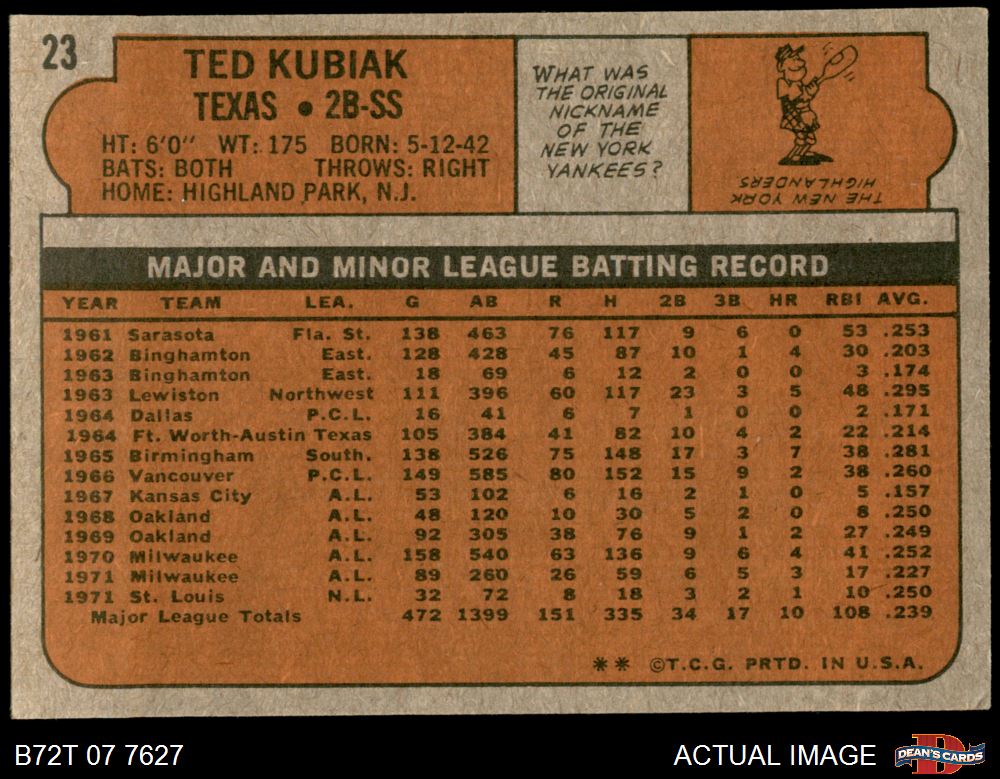 23
TED KUBIAK
TEXAS • 2B-SS
HT: 6'0" WT: 175 BORN: 5-12-42
BATS: BOTH THROWS: RIGHT
HOME: HIGHLAND PARK, N.J.
WHAT WAS
THE ORIGINAL
NICKNAME
OF THE
NEW YORK
YANKEES?
THE NEW YORK
HIGHLANDERS
MAJOR AND MINOR LEAGUE BATTING RECORD
YEAR TEAM LEA. G AB R H 2B 3B HR RBI AVG.
1961 Sarasota Fla. St. 138 463 76 117 9 6 0 53 .253
1962 Binghamton East. 128 428 45 87 10 1 4 30 .203
1963 Binghamton East. 18 69 6 12 2 0 0 3 .174
1963 Lewiston Northwest 111 396 60 117 23 3 5 48 .295
1964 Dallas P.C.L. 16 41 6 7 1 0 0 2 .171
1964 Ft. Worth-Austin Texas 105 384 41 82 10 4 2 22 .214
1965 Birmingham South. 138 526 75 148 17 3 7 38 .281
1966 Vancouver P.C.L. 149 585 80 152 15 9 2 38 .260
1967 Kansas City A.L. 53 102 6 16 2 1 0 5 .157
1968 Oakland A.L. 48 120 10 30 5 2 0 8 .250
1969 Oakland A.L. 92 305 38 76 9 1 2 27 .249
1970 Milwaukee A.L. 158 540 63 136 9 6 4 41 .252
1971 Milwaukee A.L. 89 260 26 59 6 5 3 17 .227
1971 St. Louis N.L. 32 72 8 18 3 2 1 10 .250
Major League Totals 472 1399 151 335 34 17 10 108 .239
** ©T.C.G. PRTD. IN U.S.A.
B72T 07 7627
ACTUAL IMAGE
D
DEAN'S CARDS